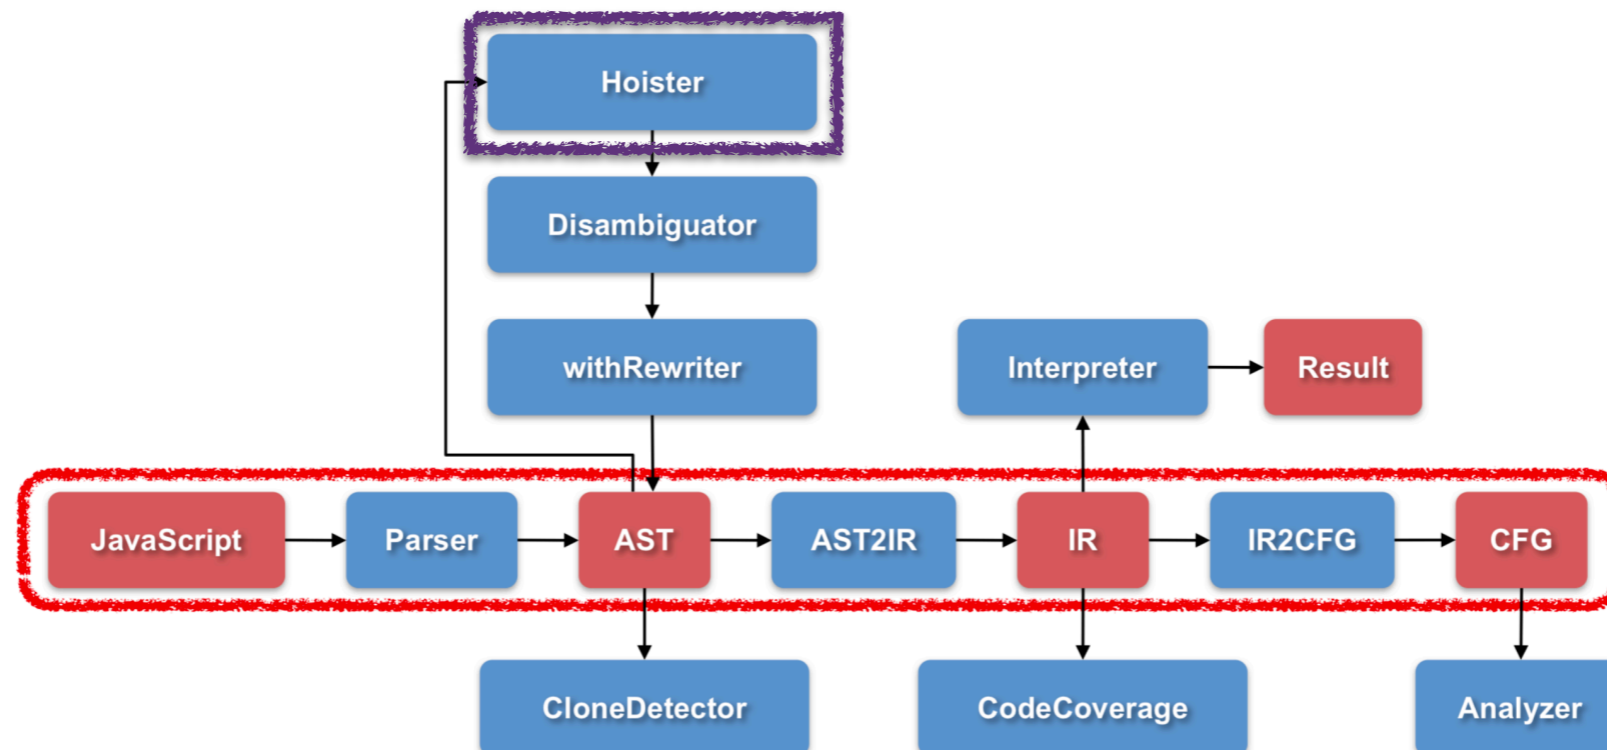 Hoister
Disambiguator
withRewriter
Interpreter
Result
JavaScript
Parser
AST
AST2IR
IR
IR2CFG
CFG
CloneDetector
CodeCoverage
Analyzer